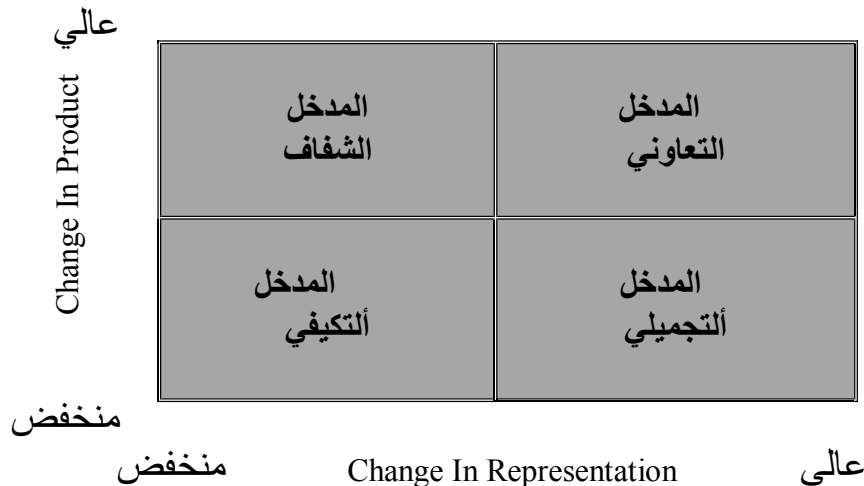 عالي
Change In Product
المدخل
الشفاف
المدخل
التعاوني
المدخل
ألتكيفي
المدخل
ألتجميلي
منخفض
منخفض
Change In Representation
عالي